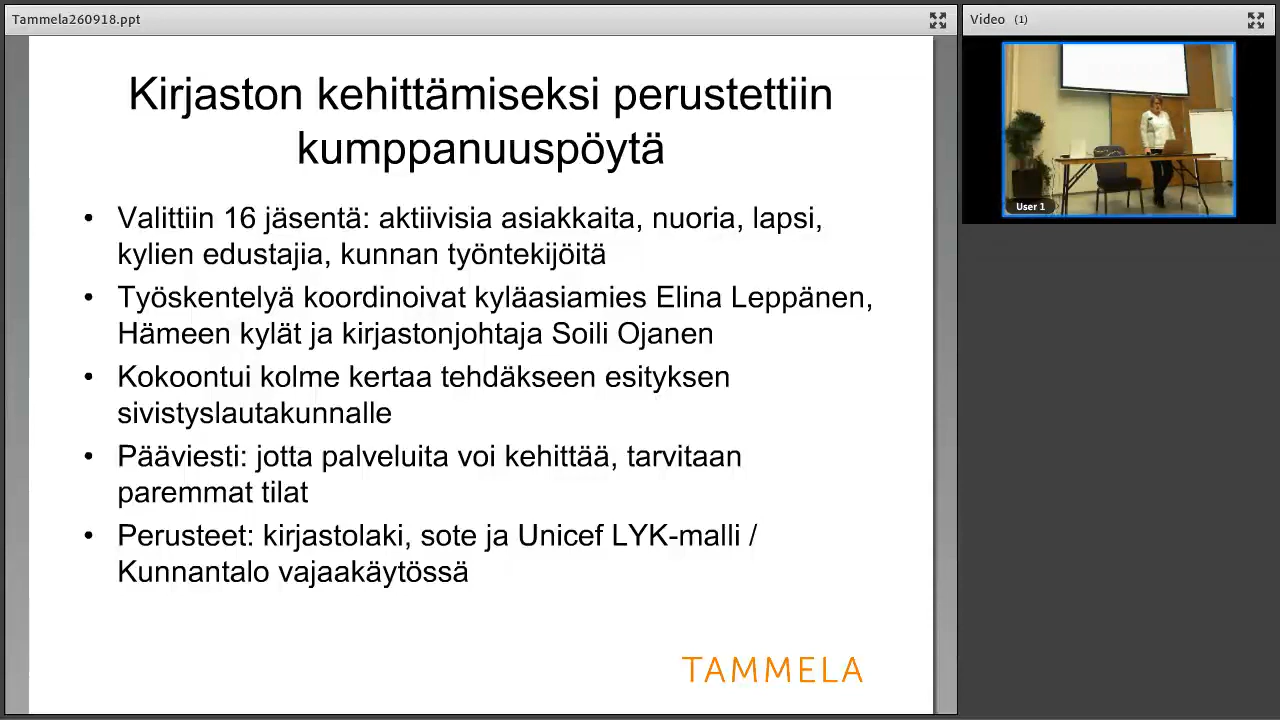 Tammela260918.ppt
Video (1)
Kirjaston kehittämiseksi perustettiin
kumppanuuspöytä
• Valittiin 16 jäsentä: aktiivisia asiakkaita, nuoria, lapsi,
kylien edustajia, kunnan työntekijöitä
• Työskentelyä koordinoivat kyläasiamies Elina Leppänen,
Hämeen kylät ja kirjastonjohtaja Soili Ojanen
• Kokoontui kolme kertaa tehdäkseen esityksen
sivistyslautakunnalle
• Pääviesti: jotta palveluita voi kehittää, tarvitaan
paremmat tilat
• Perusteet: kirjastolaki, sote ja Unicef LYK-malli /
Kunnantalo vajaakäytössä
TAMMELA
User 1